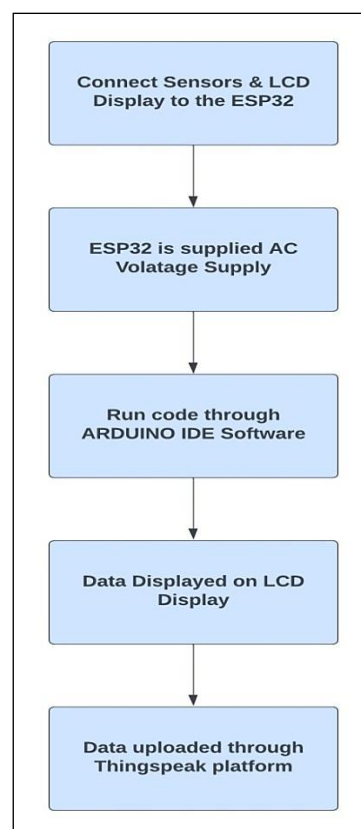 Connect Sensors & LCD
Display to the ESP32
ESP32 is supplied AC
Volatage Supply
Run code through
ARDUINO IDE Software
Data Displayed on LCD
Display
Data uploaded through
Thingspeak platform